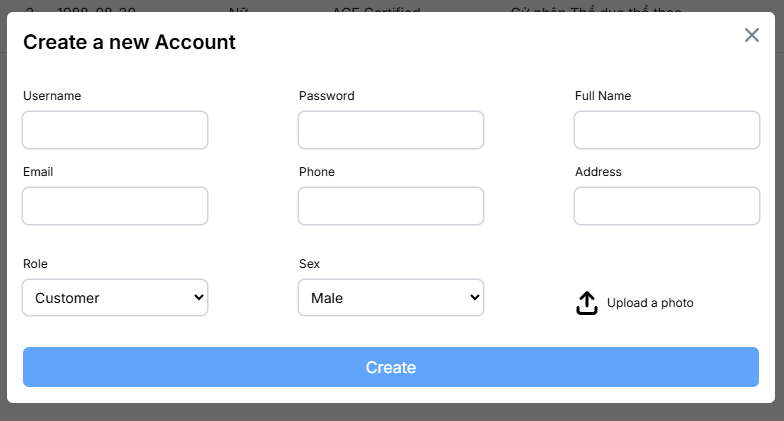 Create a new Account
Username Password Full Name
Email Phone Address
Role Sex
Customer Male Upload a photo
Create